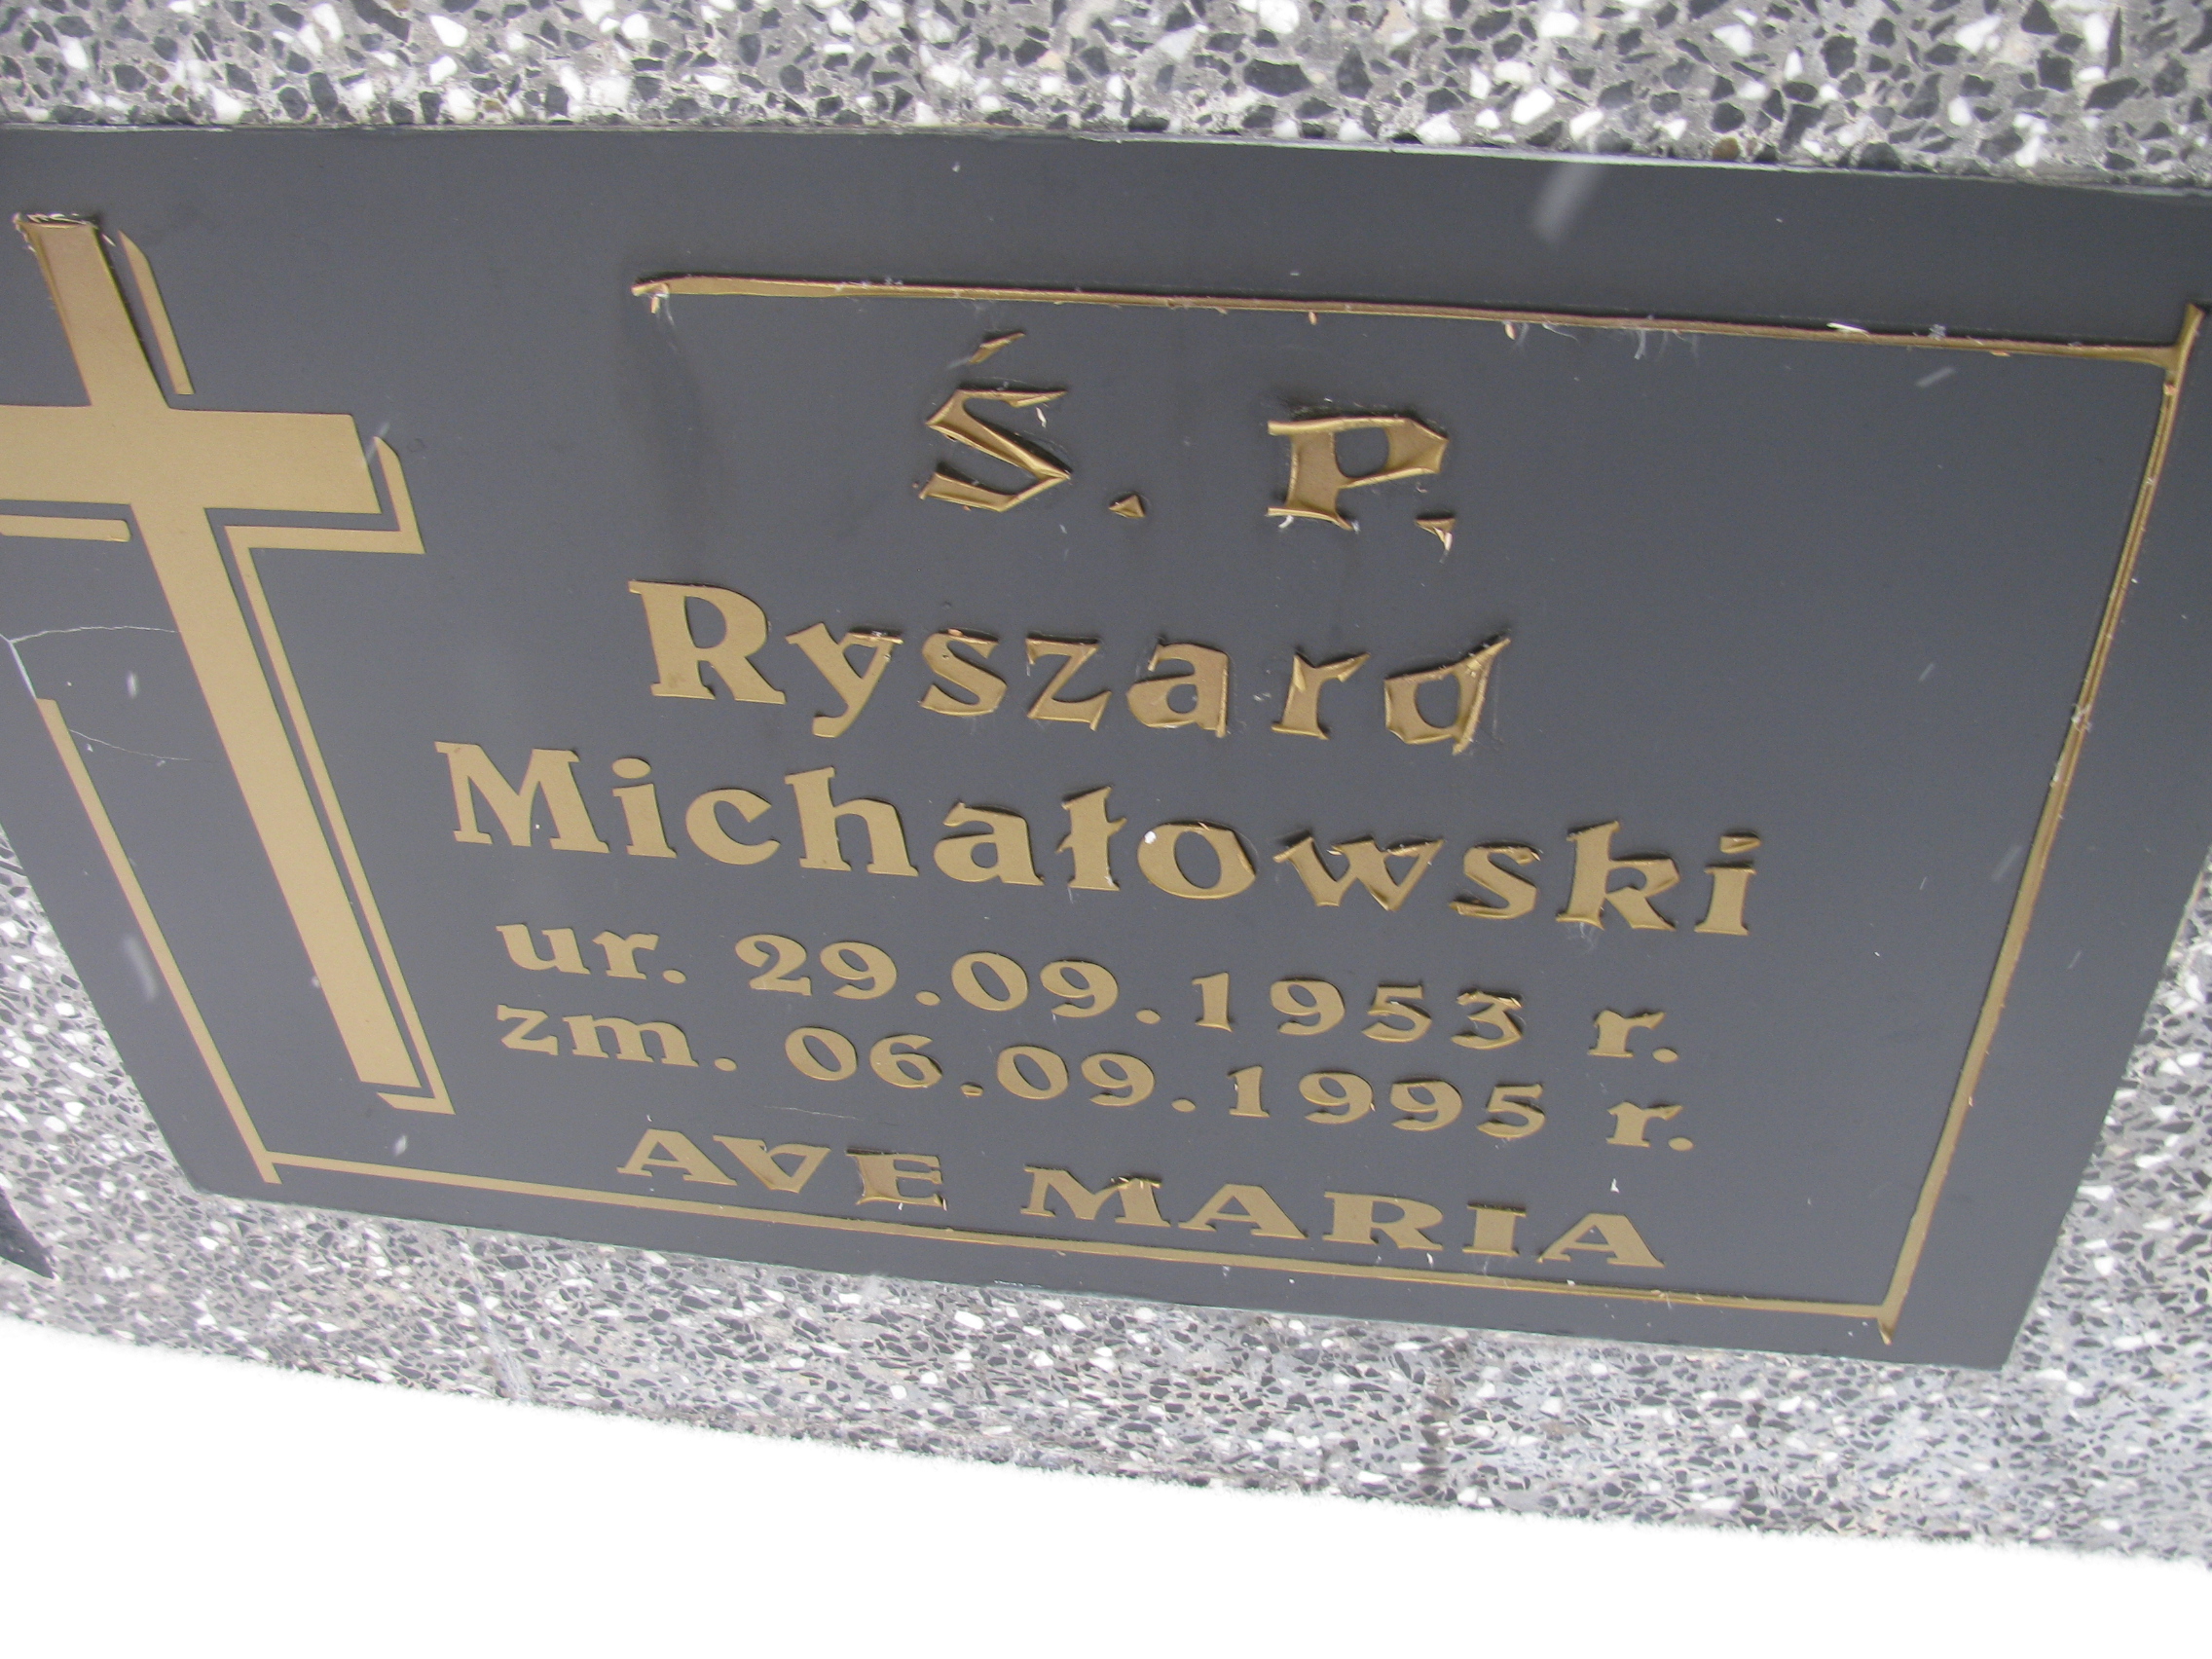 Ś. P.
Ryszard
Michałowski
ur. 29.09.1953 r.
zm. 06.09.1995 r.
AVE MARIA